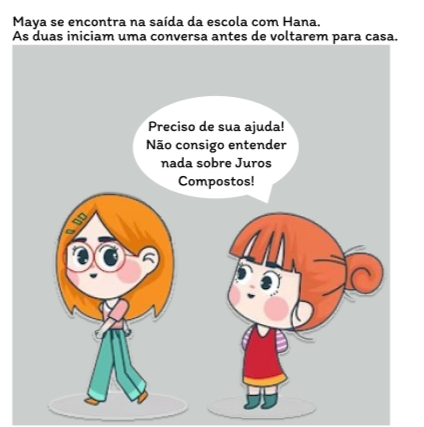 Maya se encontra na saída da escola com Hana.
As duas iniciam uma conversa antes de voltarem para casa.
Preciso de sua ajuda!
Não consigo entender
nada sobre Juros
Compostos!